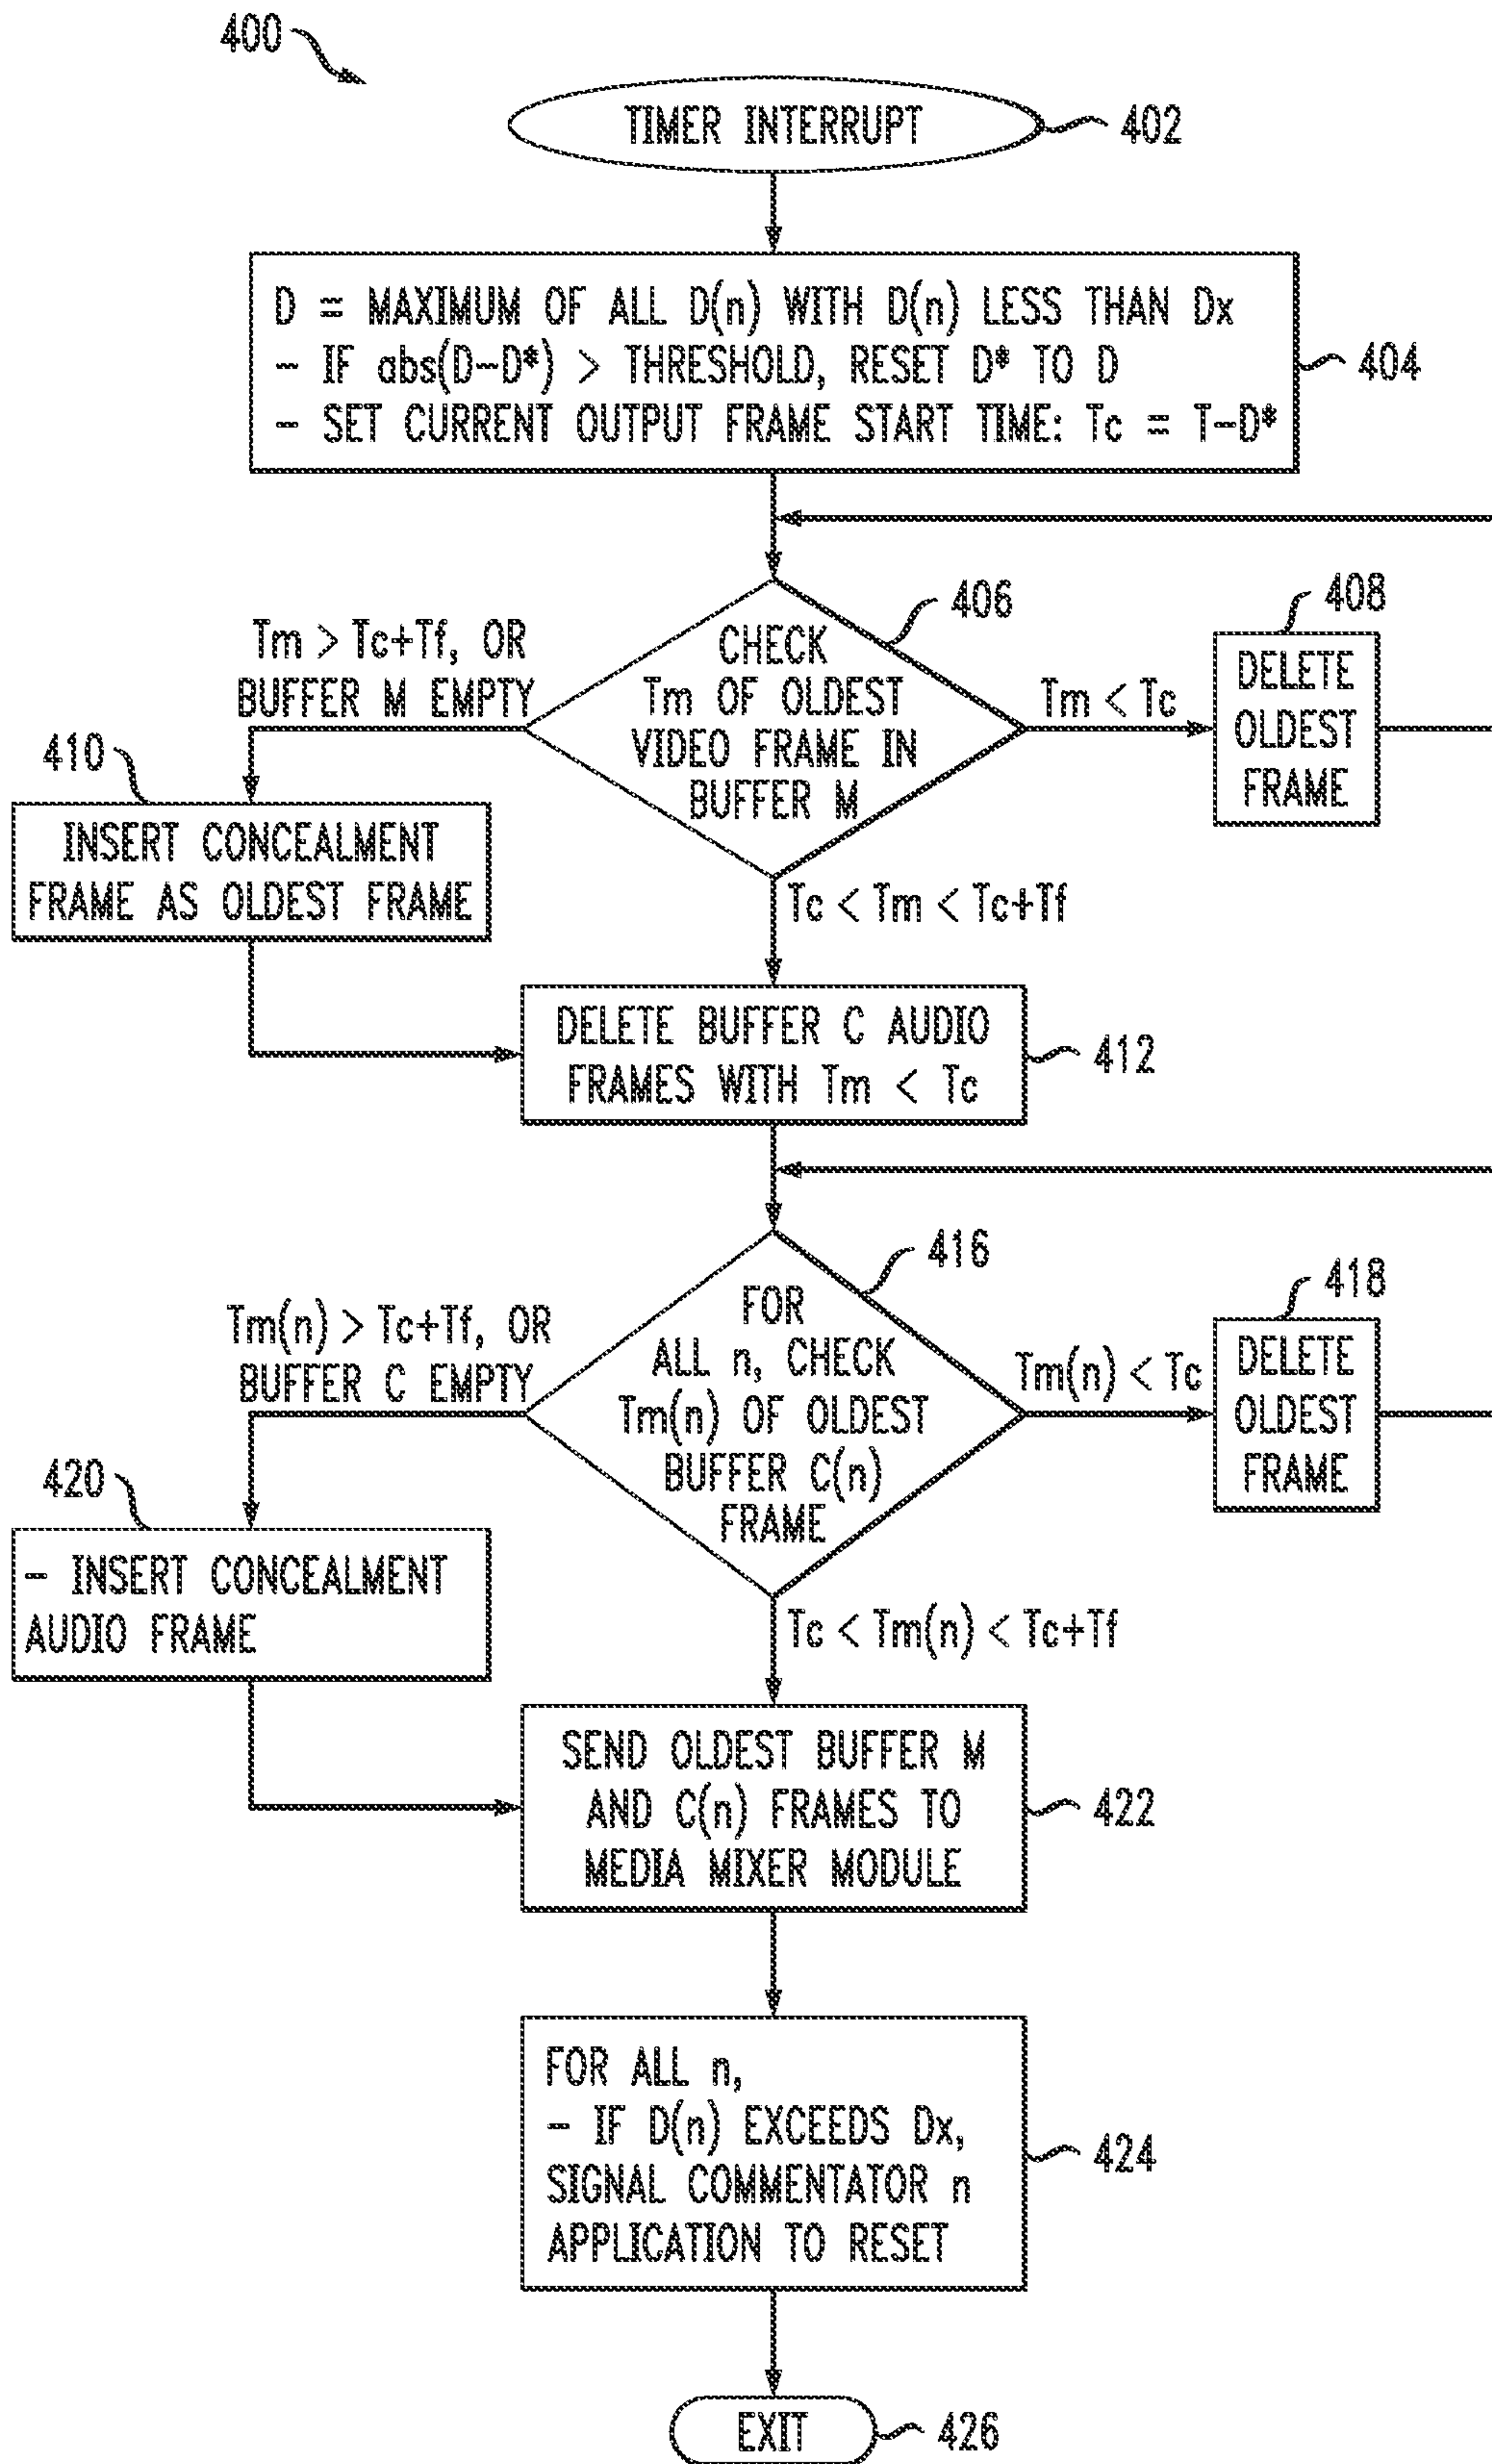 400
TIMER INTERRUPT
402
D = MAXIMUM OF ALL D(n) WITH D(n) LESS THAN Dx
- IF abs(D-D*) > THRESHOLD, RESET D* TO D
- SET CURRENT OUTPUT FRAME START TIME: Tc = T-D*
404
406
CHECK
Tm OF OLDEST
VIDEO FRAME IN
BUFFER M
Tm > Tc+Tf, OR
BUFFER M EMPTY
Tm < Tc
408
DELETE
OLDEST
FRAME
410
INSERT CONCEALMENT
FRAME AS OLDEST FRAME
Tc < Tm < Tc+Tf
DELETE BUFFER C AUDIO
FRAMES WITH Tm < Tc
412
416
FOR
ALL n, CHECK
Tm(n) OF OLDEST
BUFFER C(n)
FRAME
Tm(n) > Tc+Tf, OR
BUFFER C EMPTY
Tm(n) < Tc
418
DELETE
OLDEST
FRAME
420
- INSERT CONCEALMENT
AUDIO FRAME
Tc < Tm(n) < Tc+Tf
SEND OLDEST BUFFER M
AND C(n) FRAMES TO
MEDIA MIXER MODULE
422
FOR ALL n,
- IF D(n) EXCEEDS Dx,
SIGNAL COMMENTATOR n
APPLICATION TO RESET
424
EXIT
426